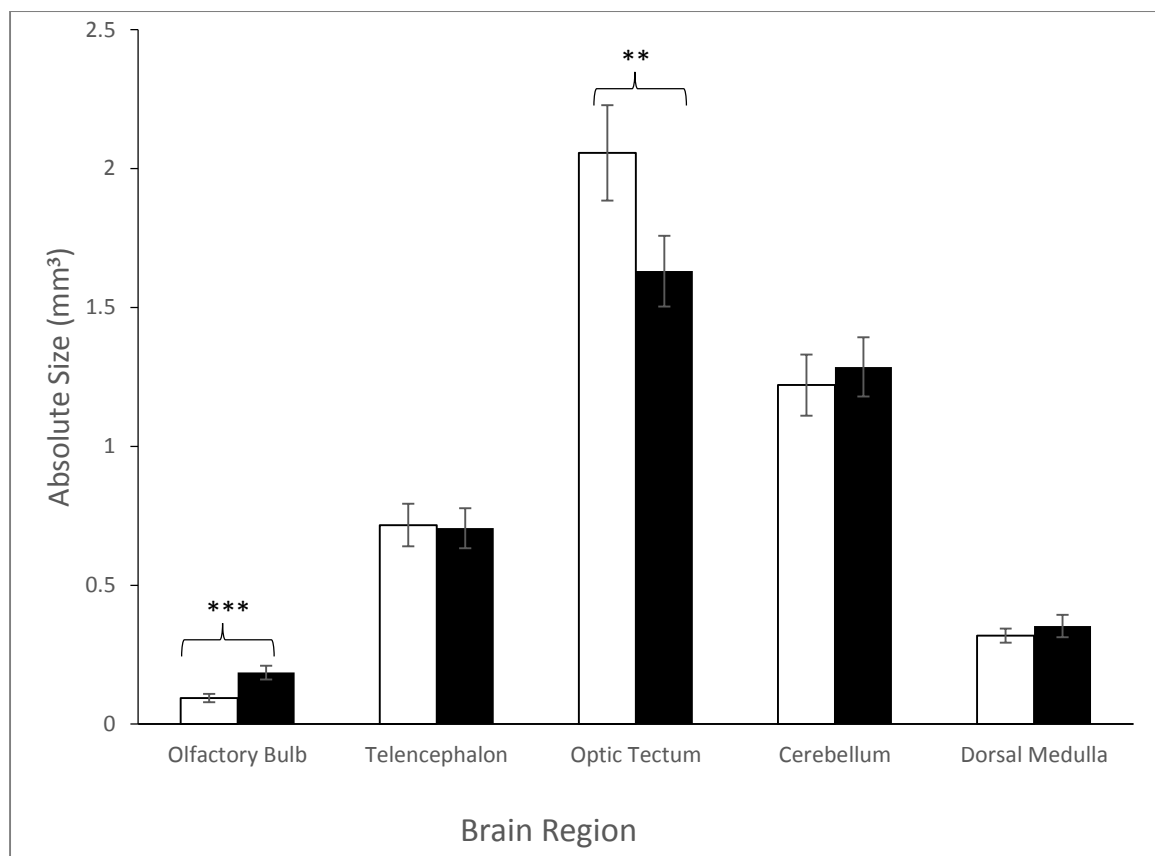 2.5
2
1.5
1
0.5
0
Absolute Size (mm³)
**
***
Olfactory Bulb
Telencephalon
Optic Tectum
Cerebellum
Dorsal Medulla
Brain Region